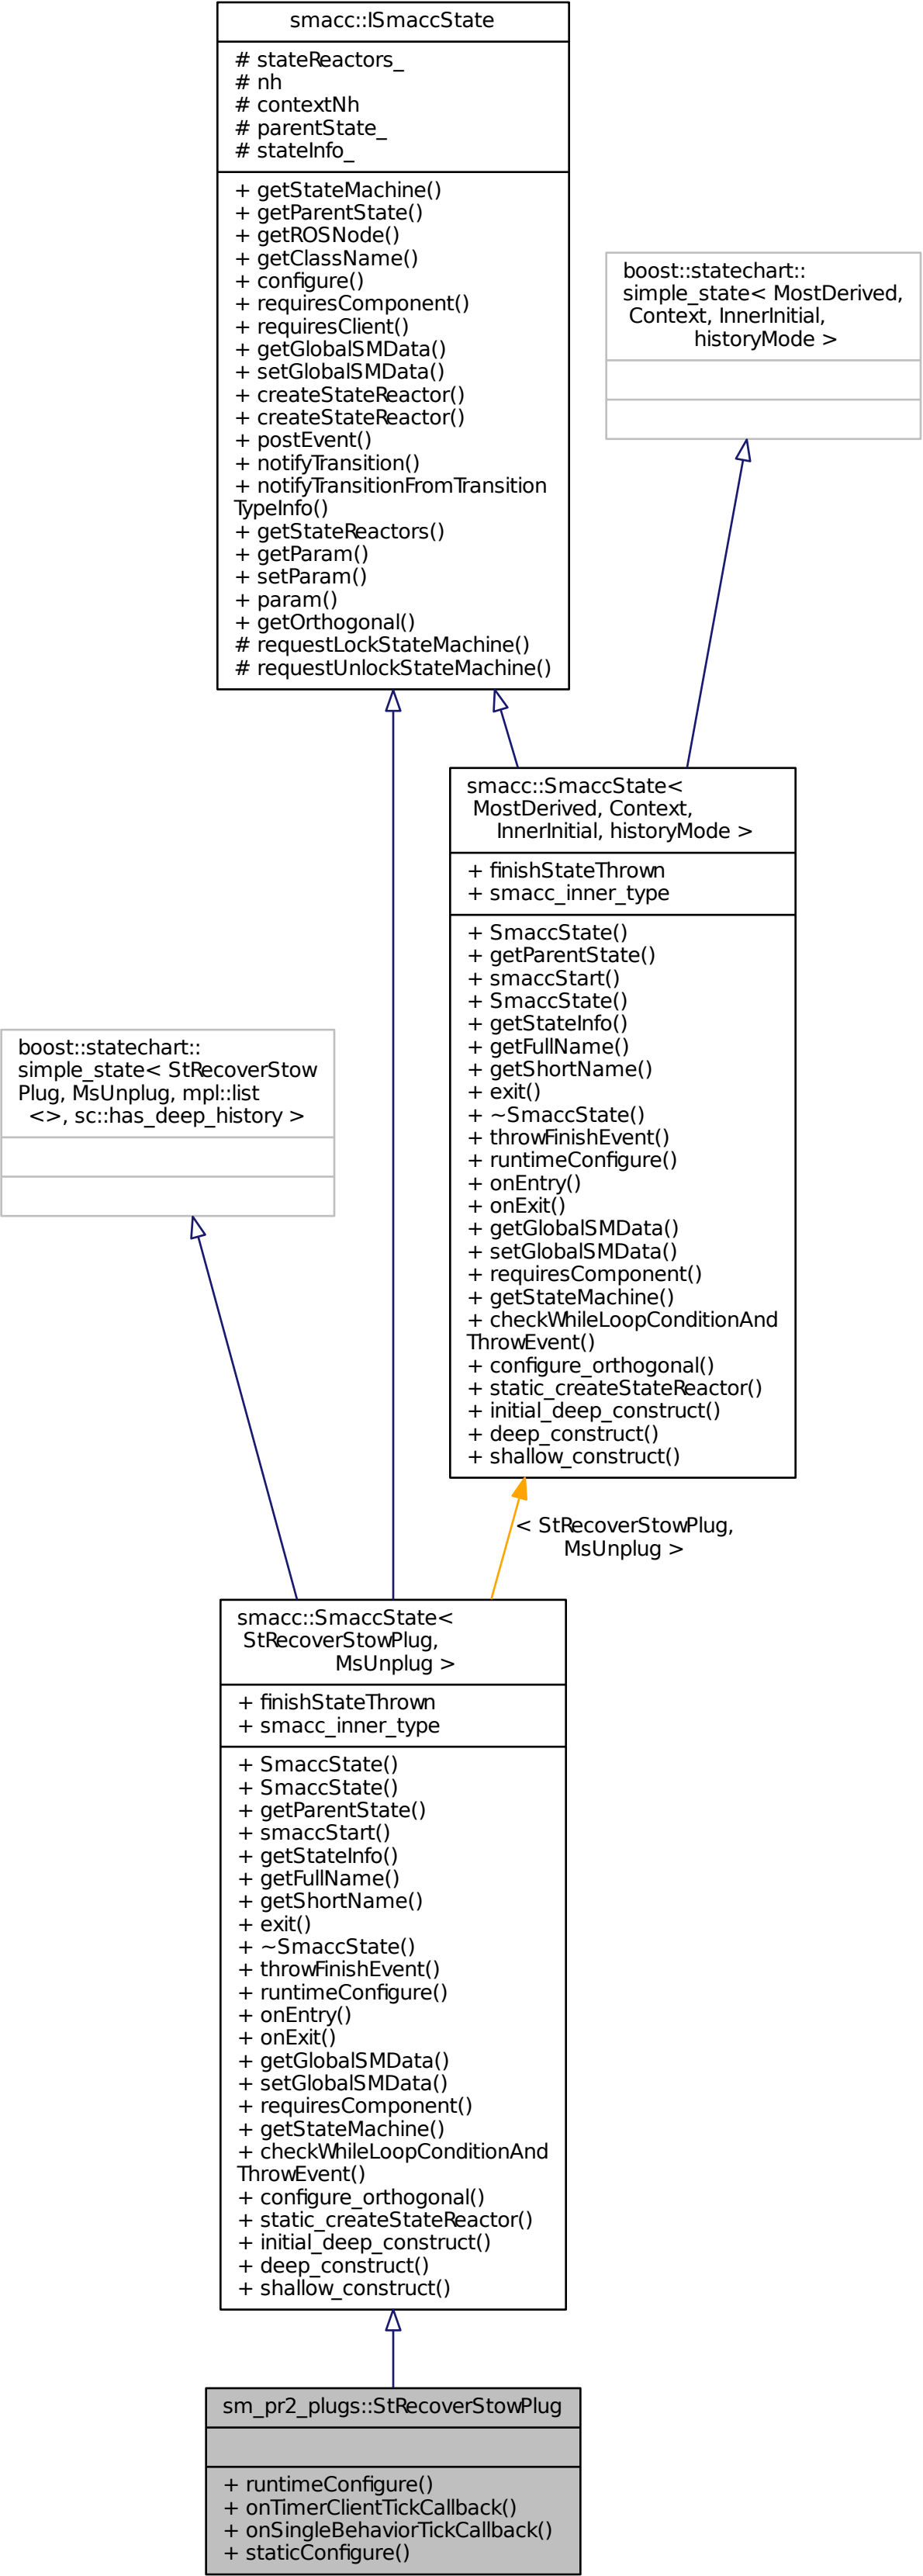 smacc::ISmaccState
# stateReactors_
# nh
# contextNh
# parentState_
# stateInfo_
+ getStateMachine()
+ getParentState()
+ getROSNode()
+ getClassName()
+ configure()
+ requiresComponent()
+ requiresClient()
+ getGlobalSMData()
+ setGlobalSMData()
+ createStateReactor()
+ createStateReactor()
+ postEvent()
+ notifyTransition()
+ notifyTransitionFromTransition
TypeInfo()
+ getStateReactors()
+ getParam()
+ setParam()
+ param()
+ getOrthogonal()
# requestLockStateMachine()
# requestUnlockStateMachine()
boost::statechart::
simple_state< MostDerived,
Context, InnerInitial,
historyMode >
smacc::SmaccState<
MostDerived, Context,
InnerInitial, historyMode >
+ finishStateThrown
+ smacc_inner_type
+ SmaccState()
+ getParentState()
+ smaccStart()
+ SmaccState()
+ getStateInfo()
+ getFullName()
+ getShortName()
+ exit()
+ ~SmaccState()
+ throwFinishEvent()
+ runtimeConfigure()
+ onEntry()
+ onExit()
+ getGlobalSMData()
+ setGlobalSMData()
+ requiresComponent()
+ getStateMachine()
+ checkWhileLoopConditionAnd
ThrowEvent()
+ configure_orthogonal()
+ static_createStateReactor()
+ initial_deep_construct()
+ deep_construct()
+ shallow_construct()
boost::statechart::
simple_state< StRecoverStow
Plug, MsUnplug, mpl::list
<>, sc::has_deep_history >
< StRecoverStowPlug,
MsUnplug >
smacc::SmaccState<
StRecoverStowPlug,
MsUnplug >
+ finishStateThrown
+ smacc_inner_type
+ SmaccState()
+ SmaccState()
+ getParentState()
+ smaccStart()
+ getStateInfo()
+ getFullName()
+ getShortName()
+ exit()
+ ~SmaccState()
+ throwFinishEvent()
+ runtimeConfigure()
+ onEntry()
+ onExit()
+ getGlobalSMData()
+ setGlobalSMData()
+ requiresComponent()
+ getStateMachine()
+ checkWhileLoopConditionAnd
ThrowEvent()
+ configure_orthogonal()
+ static_createStateReactor()
+ initial_deep_construct()
+ deep_construct()
+ shallow_construct()
sm_pr2_plugs::StRecoverStowPlug
+ runtimeConfigure()
+ onTimerClientTickCallback()
+ onSingleBehaviorTickCallback()
+ staticConfigure()